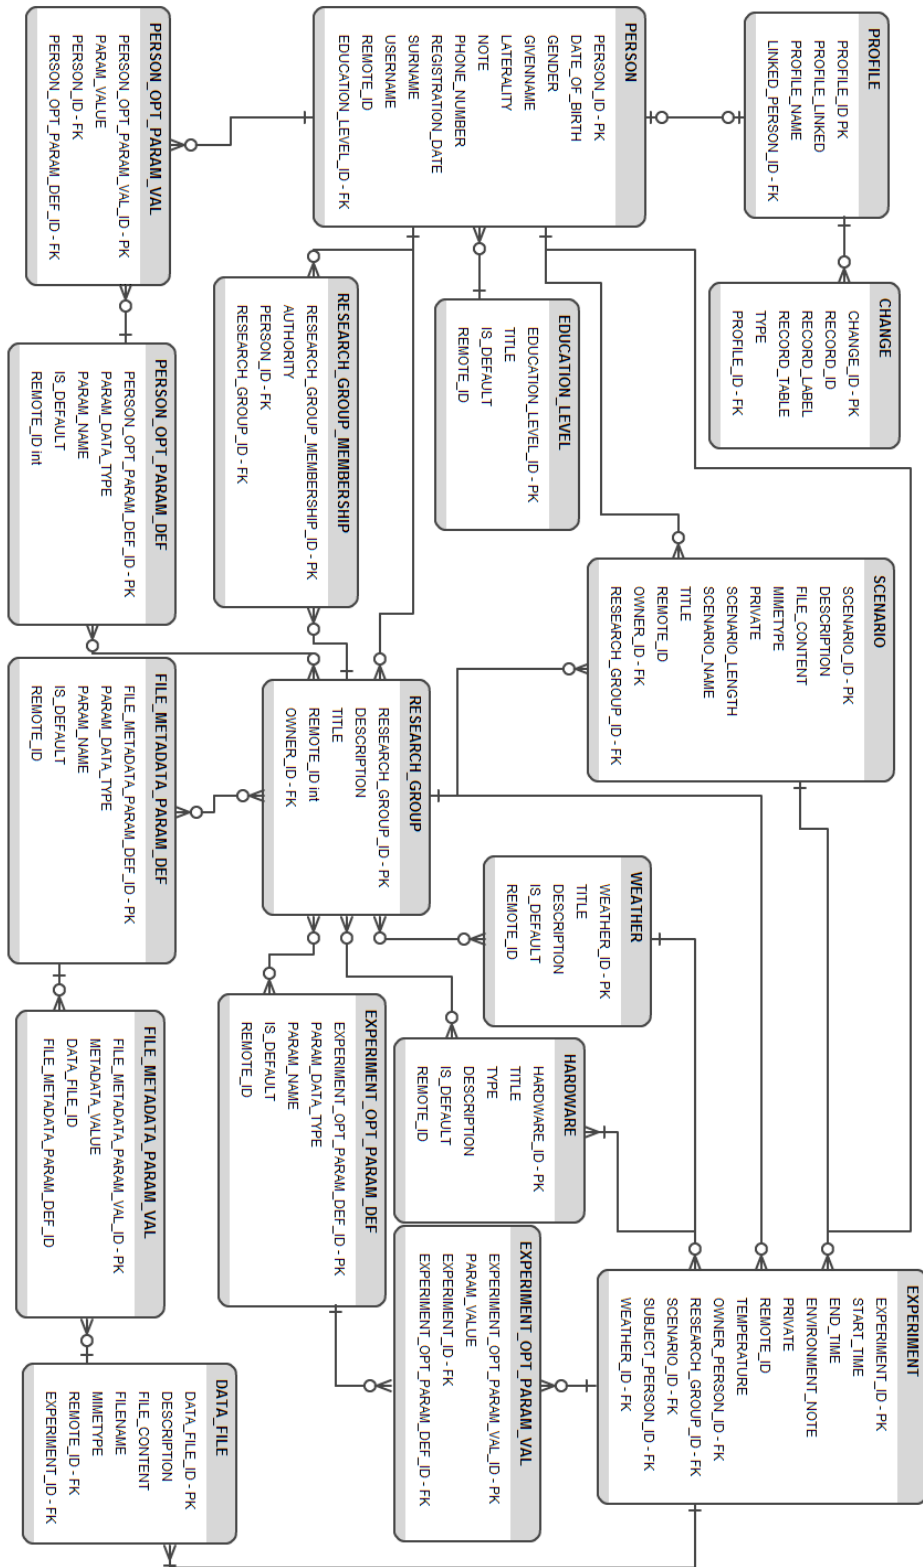 PROFILE
PROFILE_ID PK
PROFILE_LINKED
PROFILE_NAME
LINKED_PERSON_ID - FK
CHANGE
CHANGE_ID - PK
RECORD_ID
RECORD_LABEL
RECORD_TABLE
TYPE
PROFILE_ID - FK
SCENARIO
SCENARIO_ID - PK
DESCRIPTION
FILE_CONTENT
MIMETYPE
PRIVATE
SCENARIO_LENGTH
SCENARIO_NAME
TITLE
REMOTE_ID
OWNER_ID - FK
RESEARCH_GROUP_ID - FK
EXPERIMENT
EXPERIMENT_ID - PK
START_TIME
END_TIME
ENVIRONMENT_NOTE
PRIVATE
REMOTE_ID
TEMPERATURE
OWNER_PERSON_ID - FK
RESEARCH_GROUP_ID - FK
SCENARIO_ID - FK
SUBJECT_PERSON_ID - FK
WEATHER_ID - FK
PERSON
PERSON_ID - PK
DATE_OF_BIRTH
GENDER
GIVENNAME
LATERALITY
NOTE
PHONE_NUMBER
REGISTRATION_DATE
SURNAME
USERNAME
REMOTE_ID
EDUCATION_LEVEL_ID - FK
EDUCATION_LEVEL
EDUCATION_LEVEL_ID - PK
TITLE
IS_DEFAULT
REMOTE_ID
WEATHER
WEATHER_ID - PK
TITLE
DESCRIPTION
IS_DEFAULT
REMOTE_ID
HARDWARE
HARDWARE_ID - PK
TITLE
TYPE
DESCRIPTION
IS_DEFAULT
REMOTE_ID
EXPERIMENT_OPT_PARAM_VAL
EXPERIMENT_OPT_PARAM_VAL_ID - PK
PARAM_VALUE
EXPERIMENT_ID - FK
EXPERIMENT_OPT_PARAM_DEF_ID - FK
RESEARCH_GROUP_MEMBERSHIP
RESEARCH_GROUP_MEMBERSHIP_ID - PK
AUTHORITY
PERSON_ID - FK
RESEARCH_GROUP_ID - FK
RESEARCH_GROUP
RESEARCH_GROUP_ID - PK
DESCRIPTION
TITLE
REMOTE_ID int
OWNER_ID - FK
EXPERIMENT_OPT_PARAM_DEF
EXPERIMENT_OPT_PARAM_DEF_ID - PK
PARAM_DATA_TYPE
PARAM_NAME
IS_DEFAULT
REMOTE_ID
PERSON_OPT_PARAM_VAL
PERSON_OPT_PARAM_VAL_ID - PK
PARAM_VALUE
PERSON_ID - FK
PERSON_OPT_PARAM_DEF_ID - FK
PERSON_OPT_PARAM_DEF
PERSON_OPT_PARAM_DEF_ID - PK
PARAM_DATA_TYPE
PARAM_NAME
IS_DEFAULT
REMOTE_ID int
FILE_METADATA_PARAM_DEF
FILE_METADATA_PARAM_DEF_ID - PK
PARAM_DATA_TYPE
PARAM_NAME
IS_DEFAULT
REMOTE_ID
FILE_METADATA_PARAM_VAL
FILE_METADATA_PARAM_VAL_ID - PK
METADATA_VALUE
DATA_FILE_ID
FILE_METADATA_PARAM_DEF_ID
DATA_FILE
DATA_FILE_ID - PK
DESCRIPTION
FILE_CONTENT
FILENAME
MIMETYPE
REMOTE_ID - FK
EXPERIMENT_ID - FK